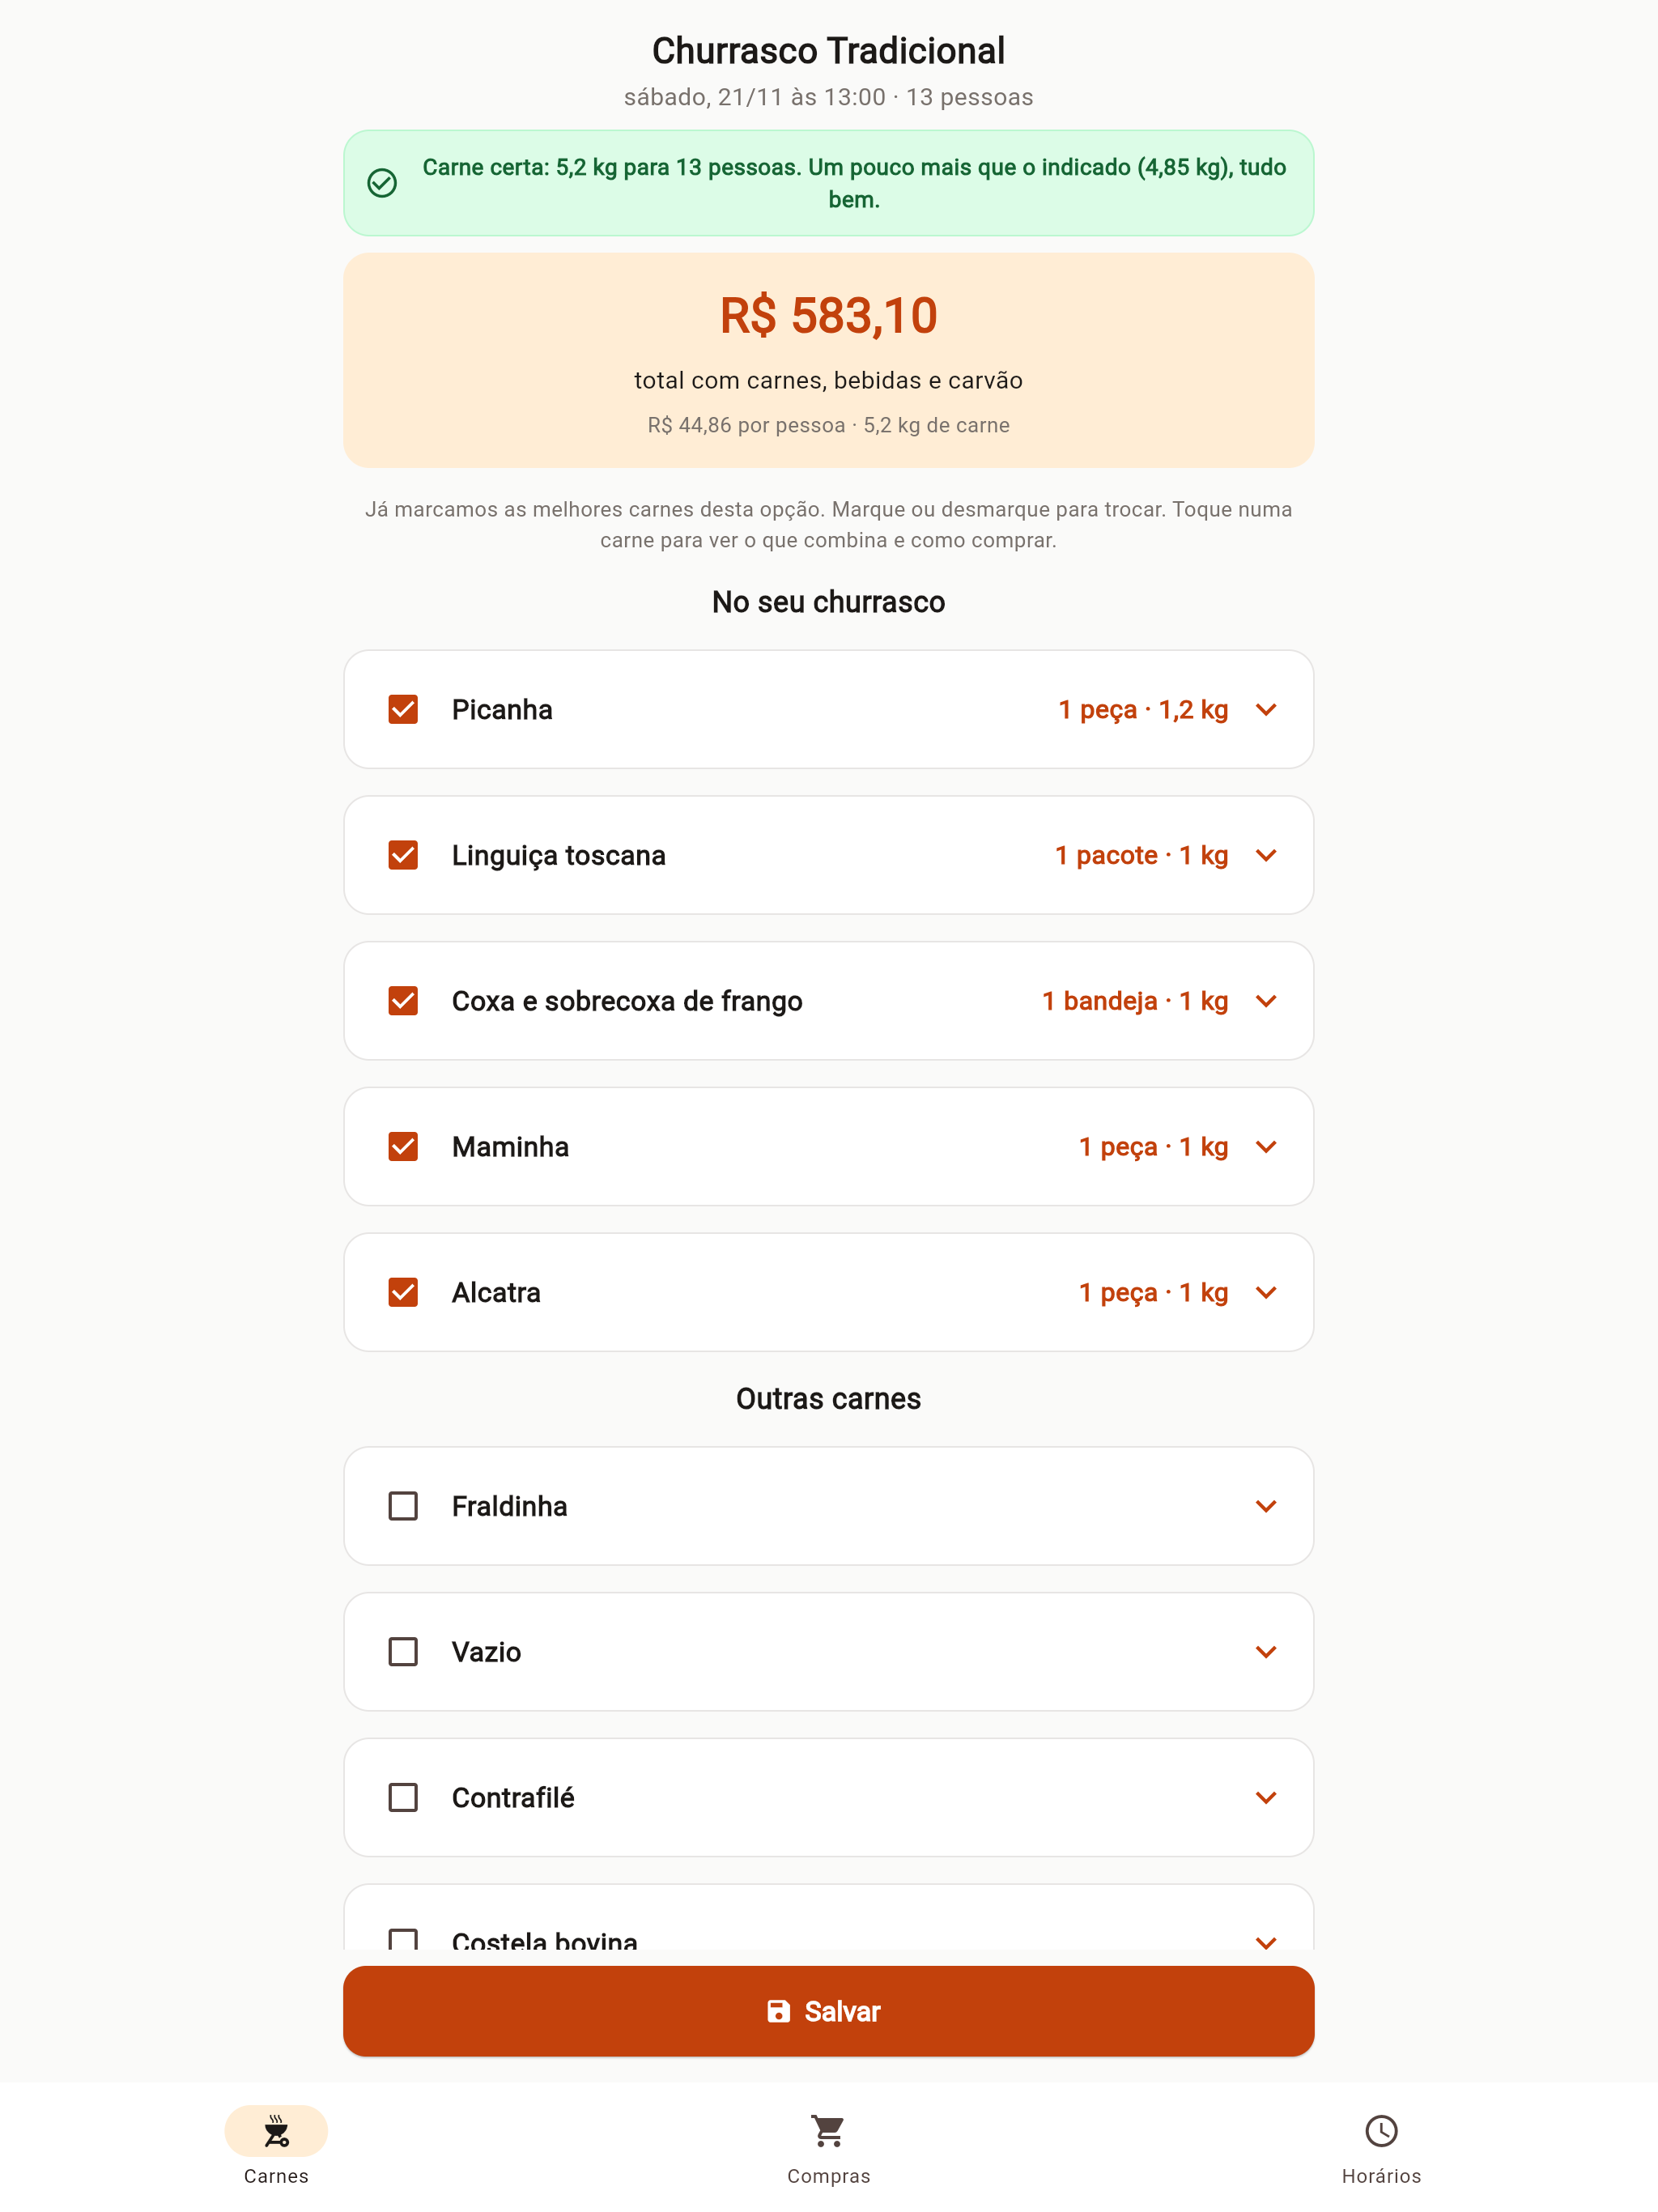 Churrasco Tradicional
sábado, 21/11 às 13:00 · 13 pessoas
Carne certa: 5,2 kg para 13 pessoas. Um pouco mais que o indicado (4,85 kg), tudo
bem.
R$ 583,10
total com carnes, bebidas e carvão
R$ 44,86 por pessoa · 5,2 kg de carne
Já marcamos as melhores carnes desta opção. Marque ou desmarque para trocar. Toque numa
carne para ver o que combina e como comprar.
No seu churrasco
Picanha 1 peça · 1,2 kg
Linguiça toscana 1 pacote · 1 kg
Coxa e sobrecoxa de frango 1 bandeja · 1 kg
Maminha 1 peça · 1 kg
Alcatra 1 peça · 1 kg
Outras carnes
Fraldinha
Vazio
Contrafilé
Costela bovina
Salvar
Carnes Compras Horários